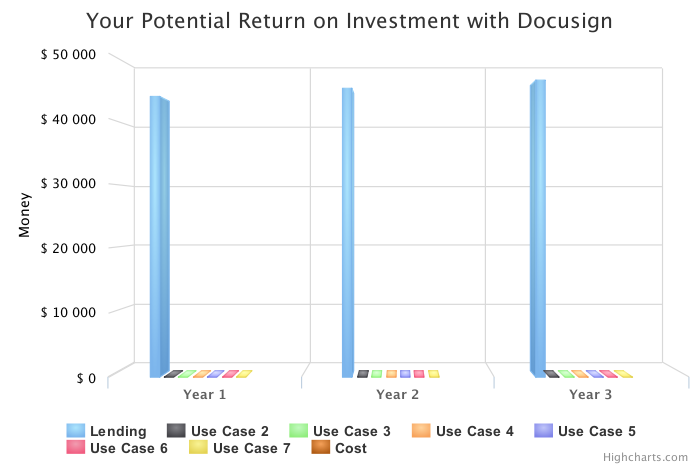 Your Potential Return on Investment with Docusign
$ 50 000
$ 40 000
$ 30 000
$ 20 000
$ 10 000
$ 0
Money
Year 1 Year 2 Year 3
Lending Use Case 2 Use Case 3 Use Case 4 Use Case 5
Use Case 6 Use Case 7 Cost
Highcharts.com